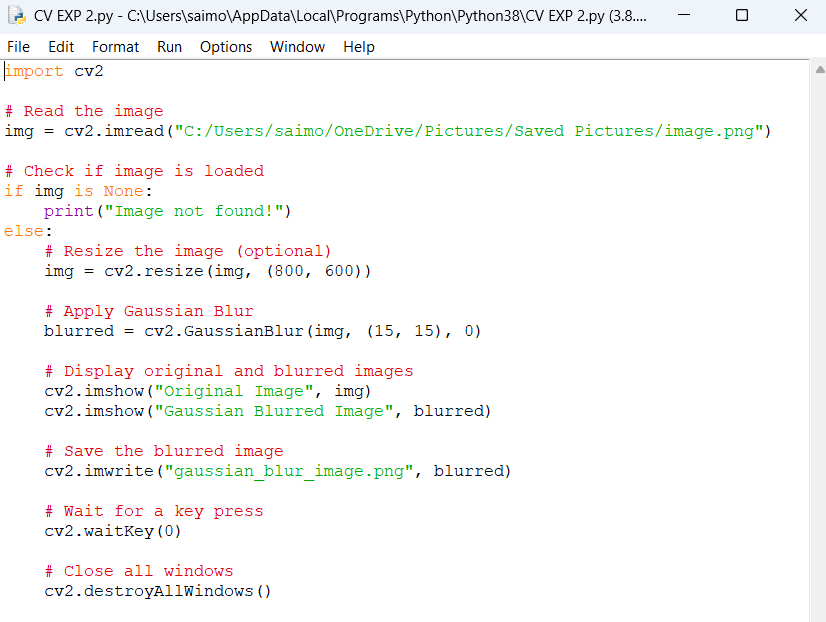 CV EXP 2.py - C:\Users\saimo\AppData\Local\Programs\Python\Python38\CV EXP 2.py (3.8....
File Edit Format Run Options Window Help
import cv2

# Read the image
img = cv2.imread("C:/Users/saimo/OneDrive/Pictures/Saved Pictures/image.png")

# Check if image is loaded
if img is None:
    print("Image not found!")
else:
    # Resize the image (optional)
    img = cv2.resize(img, (800, 600))

    # Apply Gaussian Blur
    blurred = cv2.GaussianBlur(img, (15, 15), 0)

    # Display original and blurred images
    cv2.imshow("Original Image", img)
    cv2.imshow("Gaussian Blurred Image", blurred)

    # Save the blurred image
    cv2.imwrite("gaussian_blur_image.png", blurred)

    # Wait for a key press
    cv2.waitKey(0)

    # Close all windows
    cv2.destroyAllWindows()